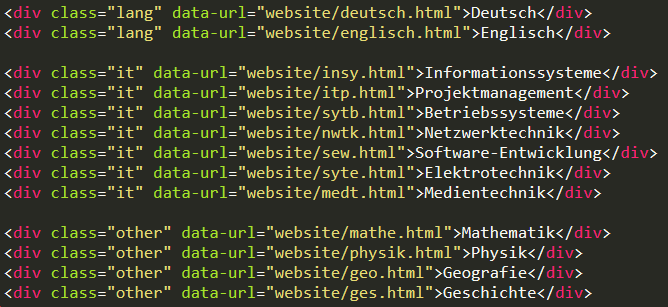 <div class="lang" data-url="website/deutsch.html">Deutsch</div>
<div class="lang" data-url="website/englisch.html">Englisch</div>
<div class="it" data-url="website/insy.html">Informationssysteme</div>
<div class="it" data-url="website/itp.html">Projektmanagement</div>
<div class="it" data-url="website/sytb.html">Betriebssysteme</div>
<div class="it" data-url="website/nwtk.html">Netzwerktechnik</div>
<div class="it" data-url="website/sew.html">Software-Entwicklung</div>
<div class="it" data-url="website/syte.html">Elektrotechnik</div>
<div class="it" data-url="website/medt.html">Medientechnik</div>
<div class="other" data-url="website/mathe.html">Mathematik</div>
<div class="other" data-url="website/physik.html">Physik</div>
<div class="other" data-url="website/geo.html">Geografie</div>
<div class="other" data-url="website/ges.html">Geschichte</div>